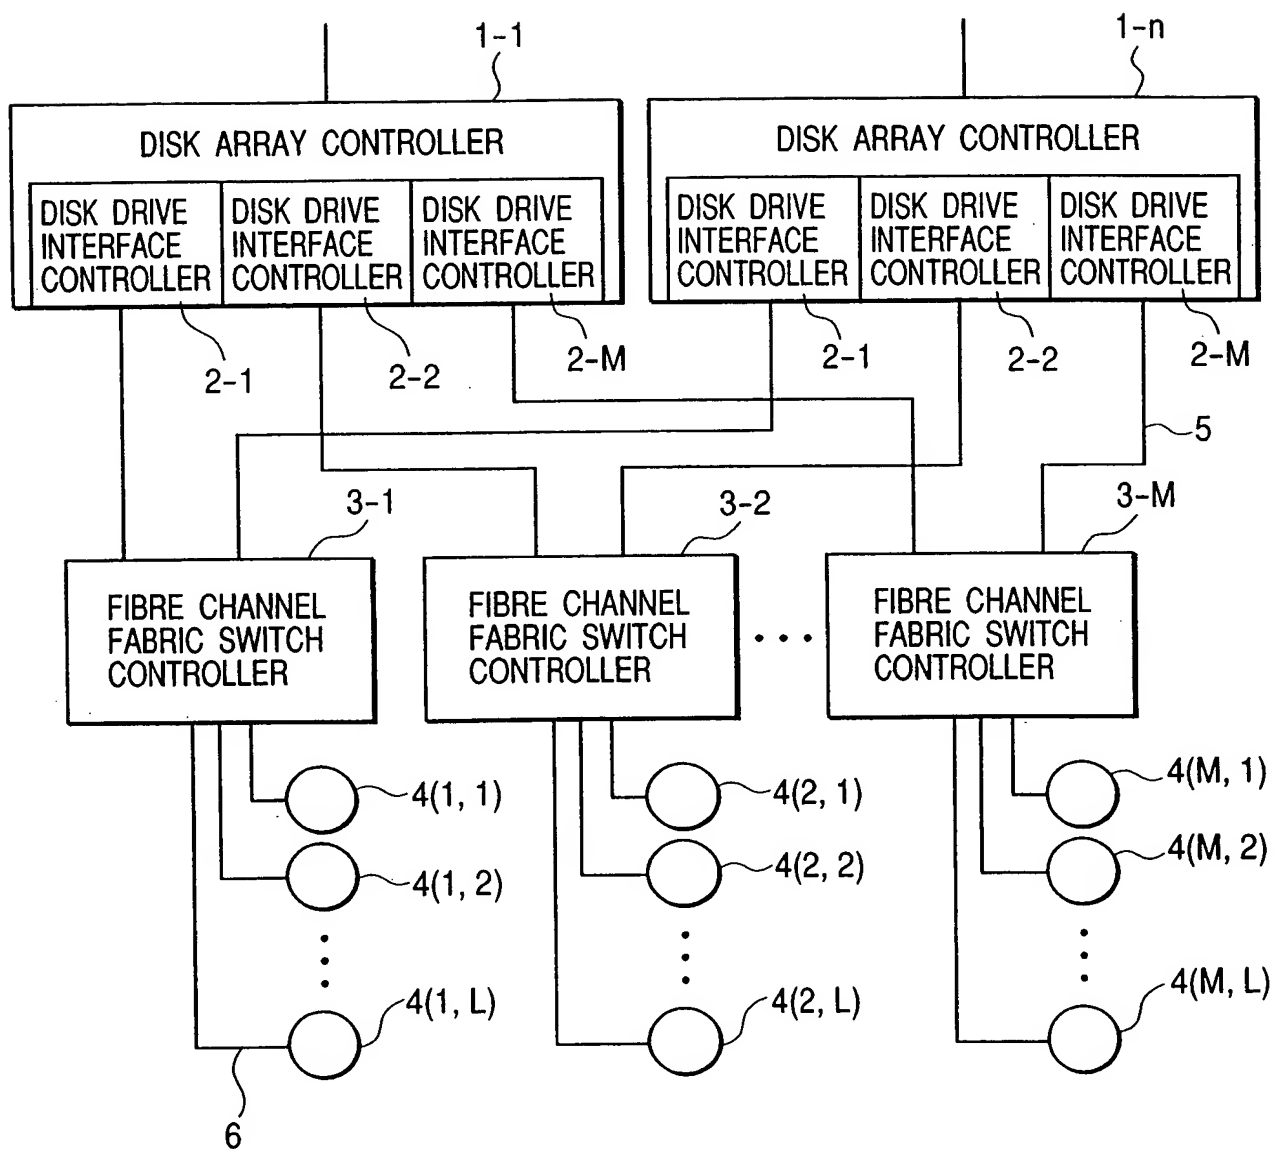 1-1
1-n
DISK ARRAY CONTROLLER
DISK ARRAY CONTROLLER
DISK DRIVE
INTERFACE
CONTROLLER
DISK DRIVE
INTERFACE
CONTROLLER
DISK DRIVE
INTERFACE
CONTROLLER
DISK DRIVE
INTERFACE
CONTROLLER
DISK DRIVE
INTERFACE
CONTROLLER
DISK DRIVE
INTERFACE
CONTROLLER
2-1
2-2
2-M
2-1
2-2
2-M
5
3-1
3-2
3-M
FIBRE CHANNEL
FABRIC SWITCH
CONTROLLER
FIBRE CHANNEL
FABRIC SWITCH
CONTROLLER
• • •
FIBRE CHANNEL
FABRIC SWITCH
CONTROLLER
4(1, 1)
4(2, 1)
4(M, 1)
4(1, 2)
4(2, 2)
4(M, 2)
4(1, L)
4(2, L)
4(M, L)
6